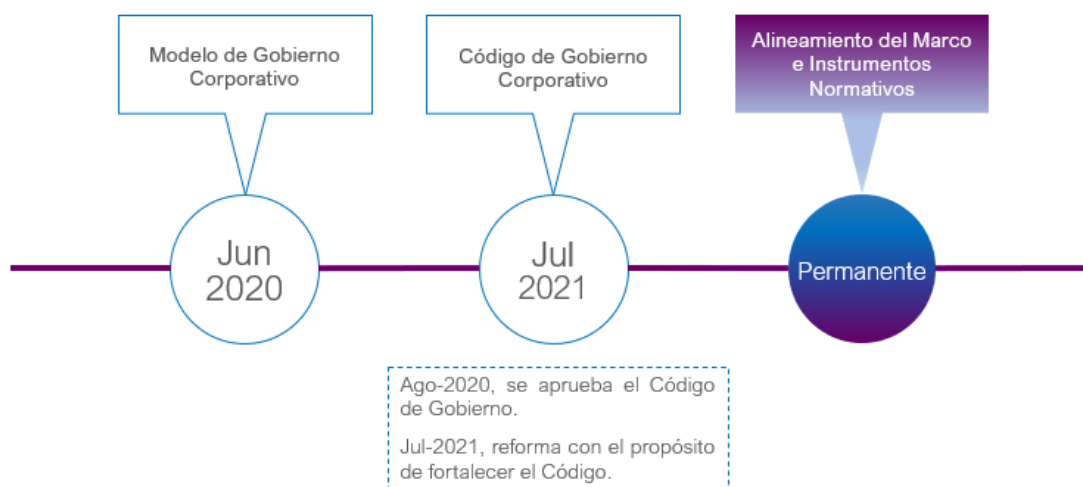 Modelo de Gobierno
Corporativo
Código de Gobierno
Corporativo
Alineamiento del Marco
e Instrumentos
Normativos
Jun
2020
Jul
2021
Permanente
Ago-2020, se aprueba el Código
de Gobierno.
Jul-2021, reforma con el propósito
de fortalecer el Código.